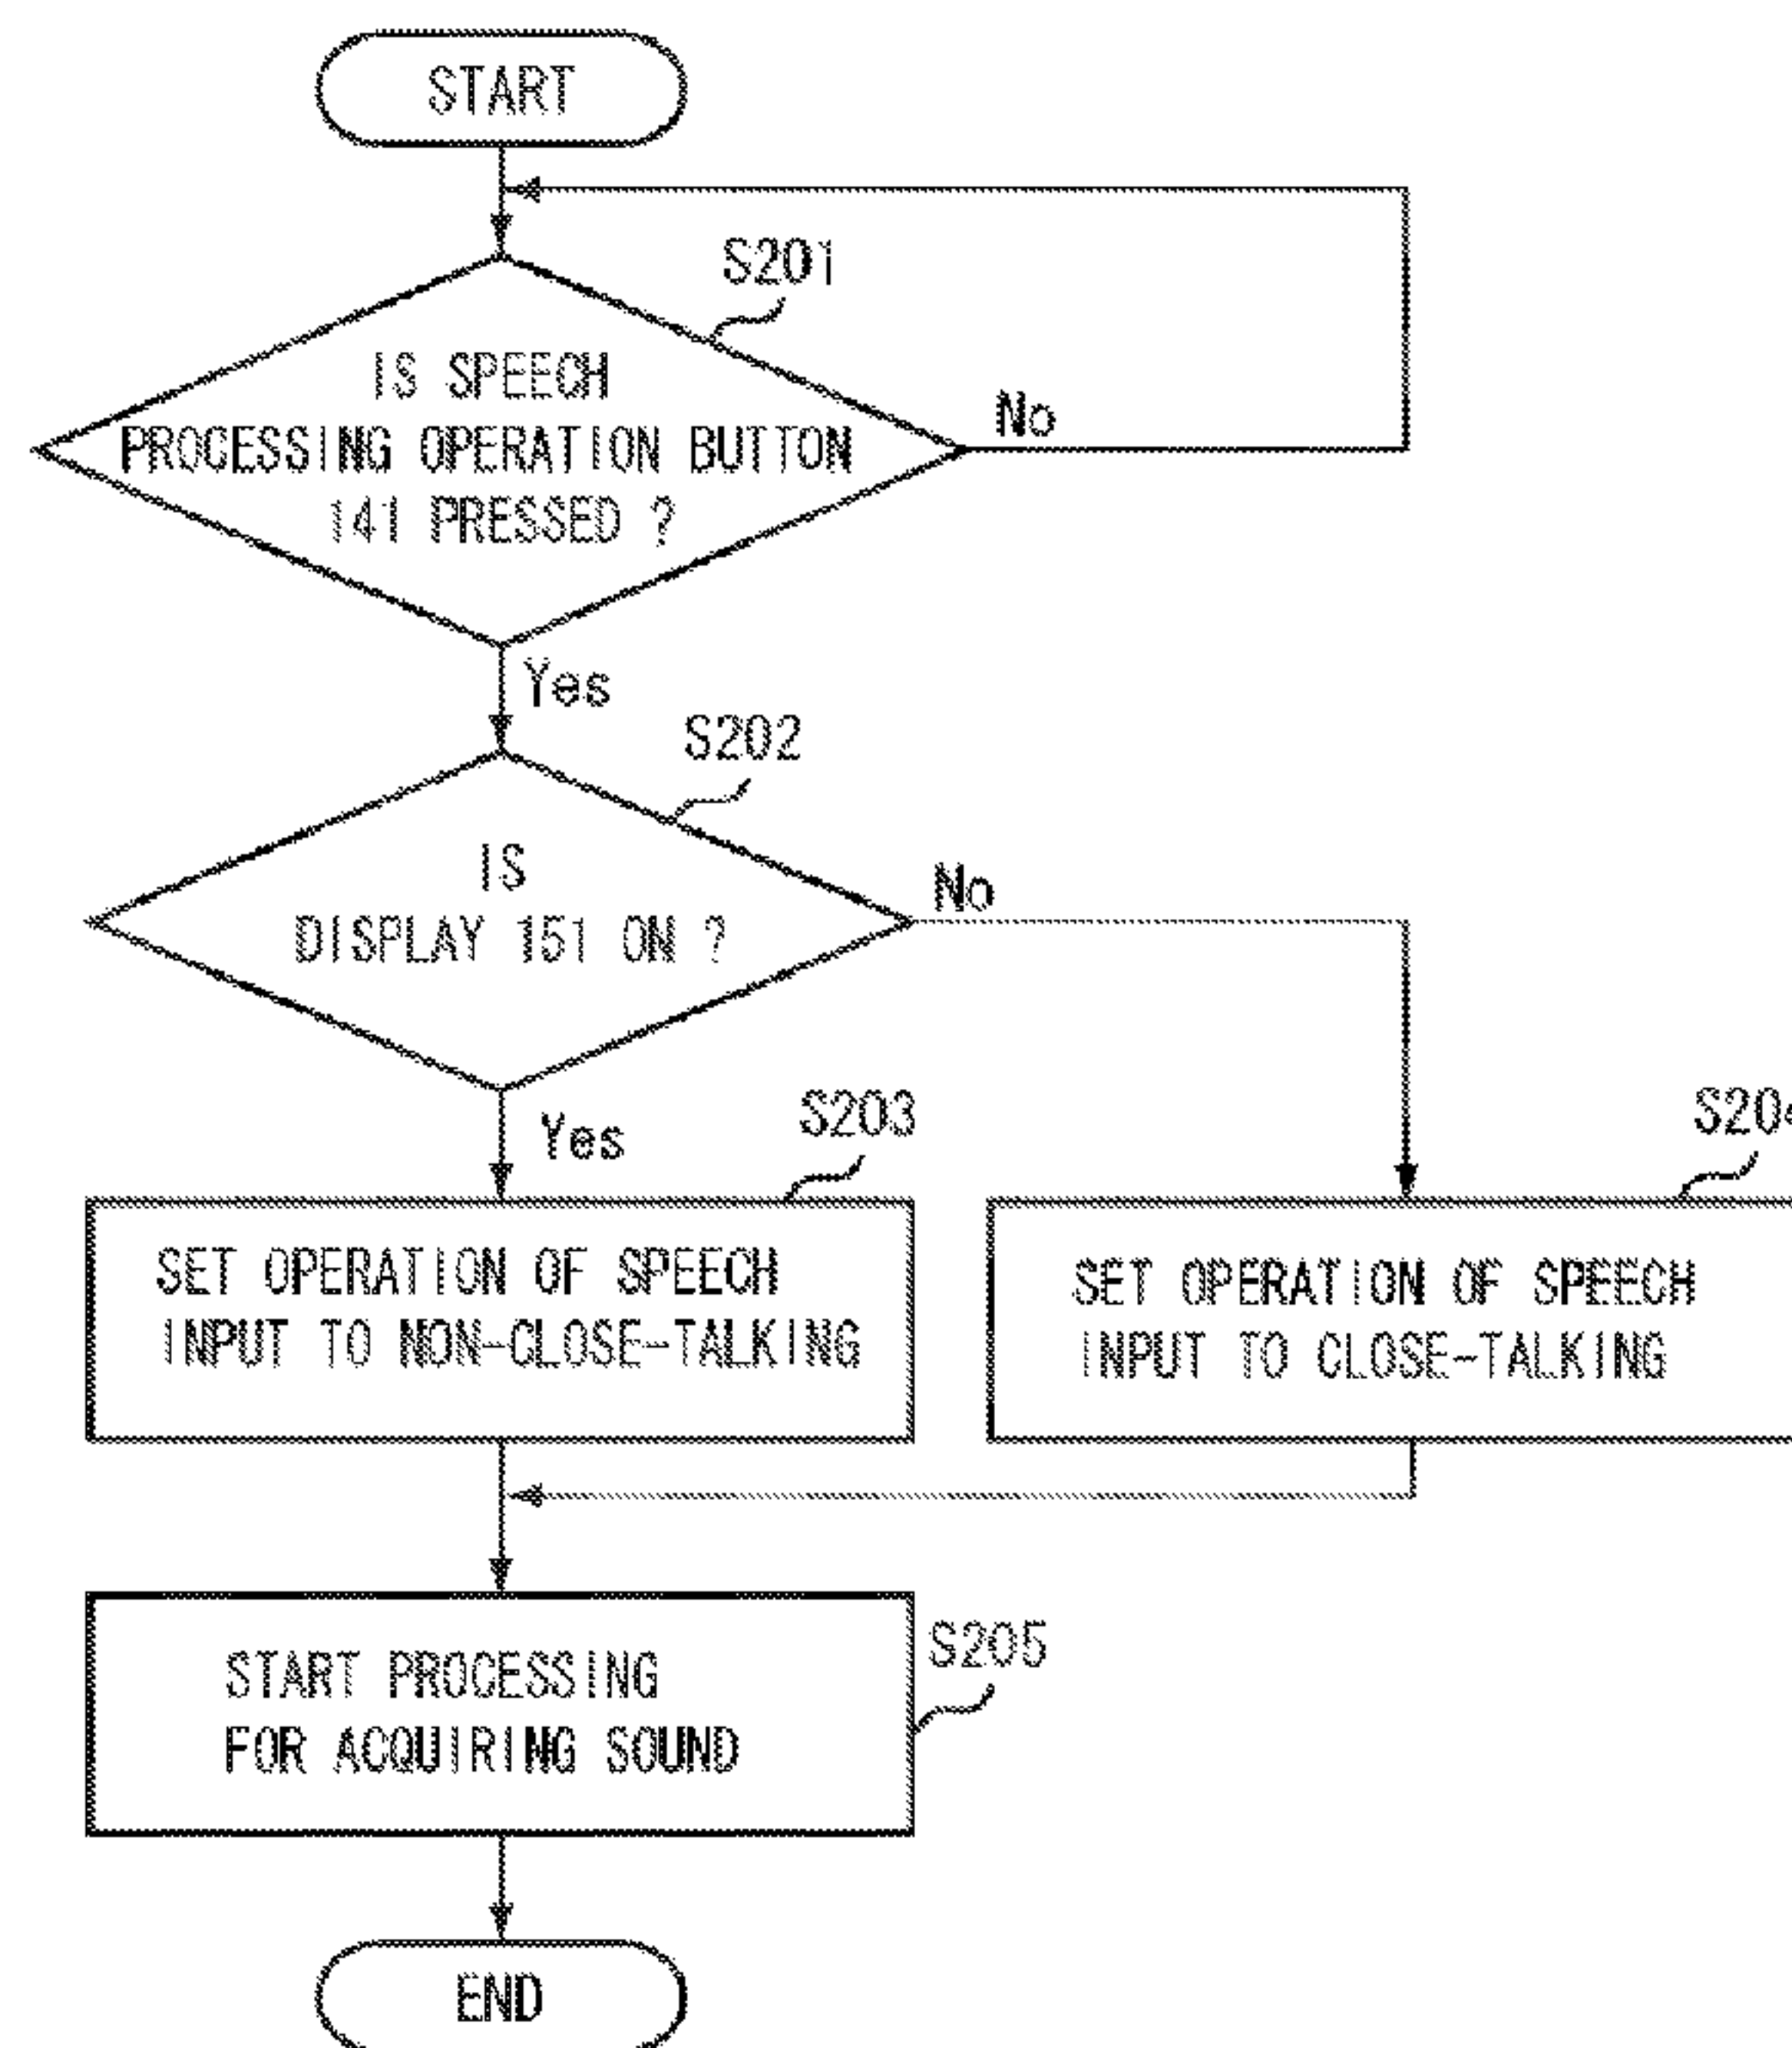 START
S201
IS SPEECH
PROCESSING OPERATION BUTTON
141 PRESSED ?
No
Yes
S202
IS
DISPLAY 151 ON ?
No
Yes
S203
S204
SET OPERATION OF SPEECH
INPUT TO NON-CLOSE-TALKING
SET OPERATION OF SPEECH
INPUT TO CLOSE-TALKING
START PROCESSING
FOR ACQUIRING SOUND
S205
END